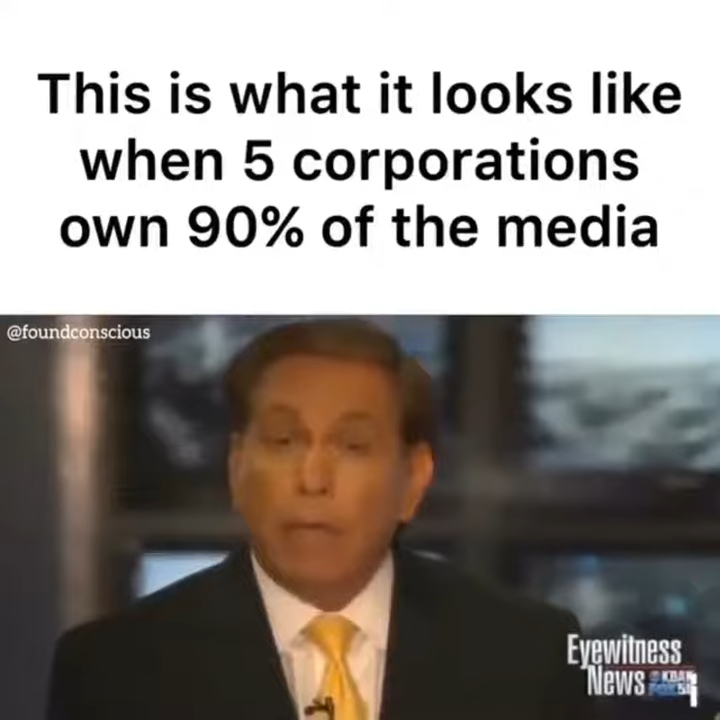 This is what it looks like
when 5 corporations
own 90% of the media
@foundconscious
Eyewitness
News